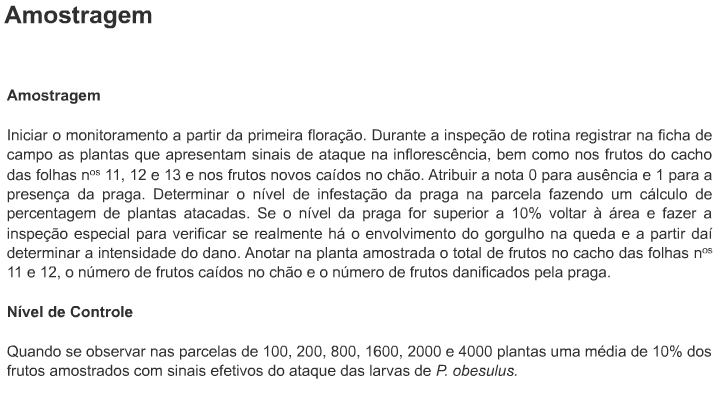 Amostragem
Amostragem
Iniciar o monitoramento a partir da primeira floração. Durante a inspeção de rotina registrar na ficha de
campo as plantas que apresentam sinais de ataque na inflorescência, bem como nos frutos do cacho
das folhas nos 11, 12 e 13 e nos frutos novos caídos no chão. Atribuir a nota 0 para ausência e 1 para a
presença da praga. Determinar o nível de infestação da praga na parcela fazendo um cálculo de
percentagem de plantas atacadas. Se o nível da praga for superior a 10% voltar à área e fazer a
inspeção especial para verificar se realmente há o envolvimento do gorgulho na queda e a partir daí
determinar a intensidade do dano. Anotar na planta amostrada o total de frutos no cacho das folhas nos
11 e 12, o número de frutos caídos no chão e o número de frutos danificados pela praga.
Nível de Controle
Quando se observar nas parcelas de 100, 200, 800, 1600, 2000 e 4000 plantas uma média de 10% dos
frutos amostrados com sinais efetivos do ataque das larvas de P. obesulus.